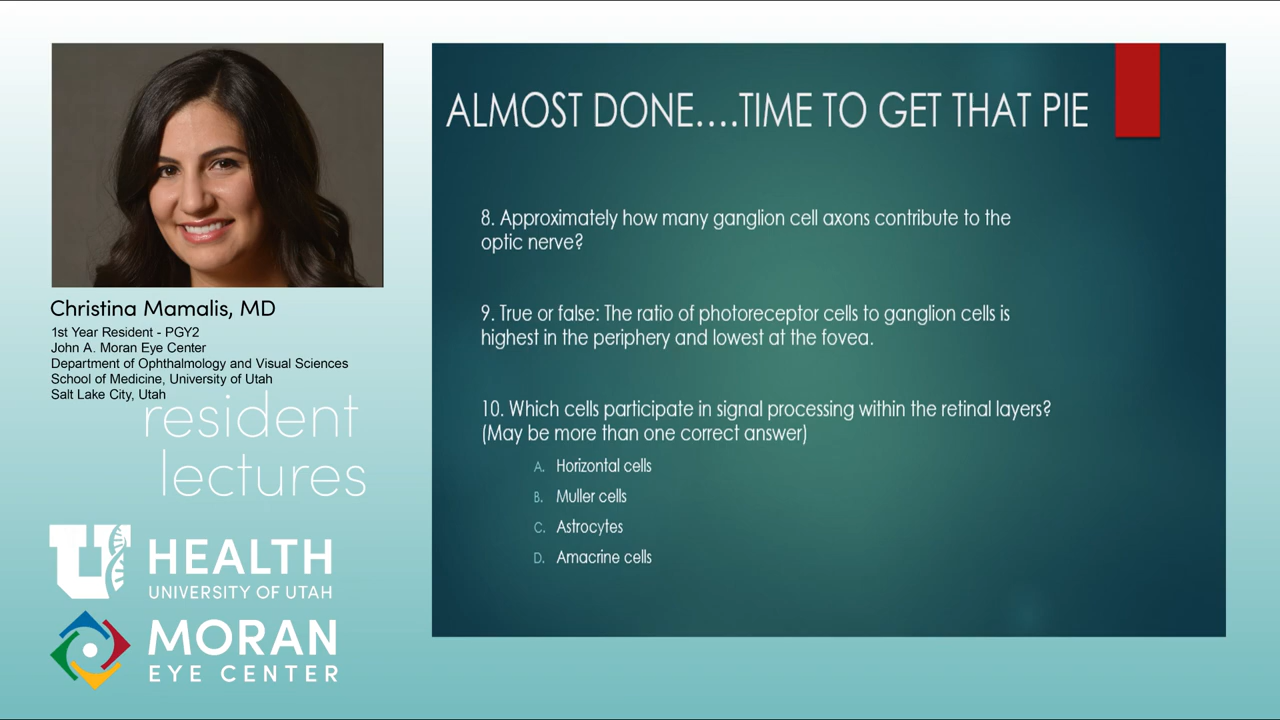 Christina Mamalis, MD
1st Year Resident - PGY2
John A. Moran Eye Center
Department of Ophthalmology and Visual Sciences
School of Medicine, University of Utah
Salt Lake City, Utah
resident
lectures
U HEALTH
UNIVERSITY OF UTAH
MORAN
EYE CENTER
ALMOST DONE....TIME TO GET THAT PIE
8. Approximately how many ganglion cell axons contribute to the
optic nerve?
9. True or false: The ratio of photoreceptor cells to ganglion cells is
highest in the periphery and lowest at the fovea.
10. Which cells participate in signal processing within the retinal layers?
(May be more than one correct answer)
A. Horizontal cells
B. Muller cells
C. Astrocytes
D. Amacrine cells